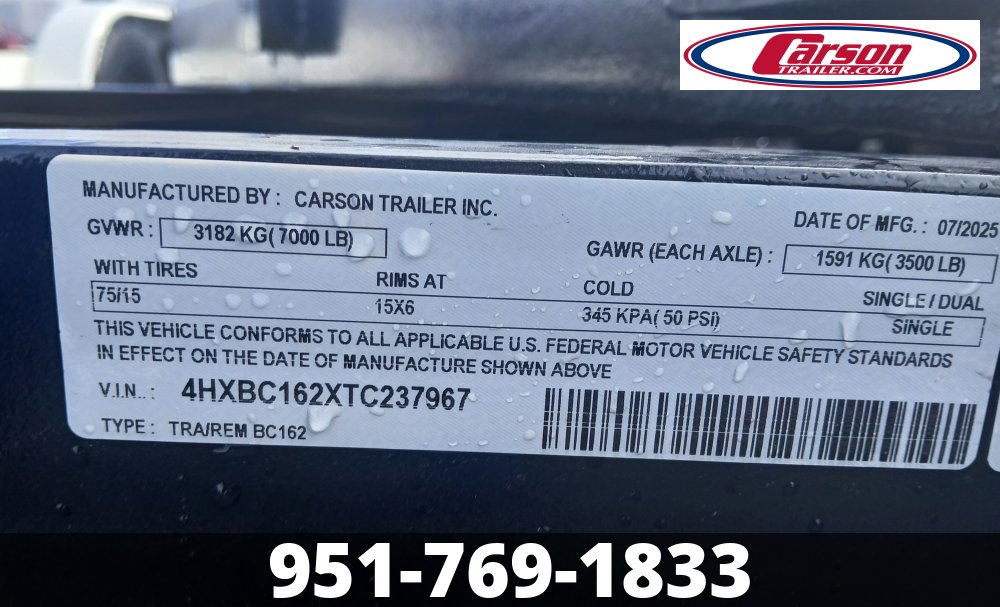 Carson
TRAILER.COM
MANUFACTURED BY : CARSON TRAILER INC.
DATE OF MFG. : 07/2025
GVWR : 3182 KG( 7000 LB)
GAWR (EACH AXLE) : 1591 KG( 3500 LB)
WITH TIRES RIMS AT COLD SINGLE / DUAL
75/15 15X6 345 KPA( 50 PSI) SINGLE
THIS VEHICLE CONFORMS TO ALL APPLICABLE U.S. FEDERAL MOTOR VEHICLE SAFETY STANDARDS
IN EFFECT ON THE DATE OF MANUFACTURE SHOWN ABOVE
V.I.N.. : 4HXBC162XTC237967
TYPE : TRA/REM BC162
951-769-1833